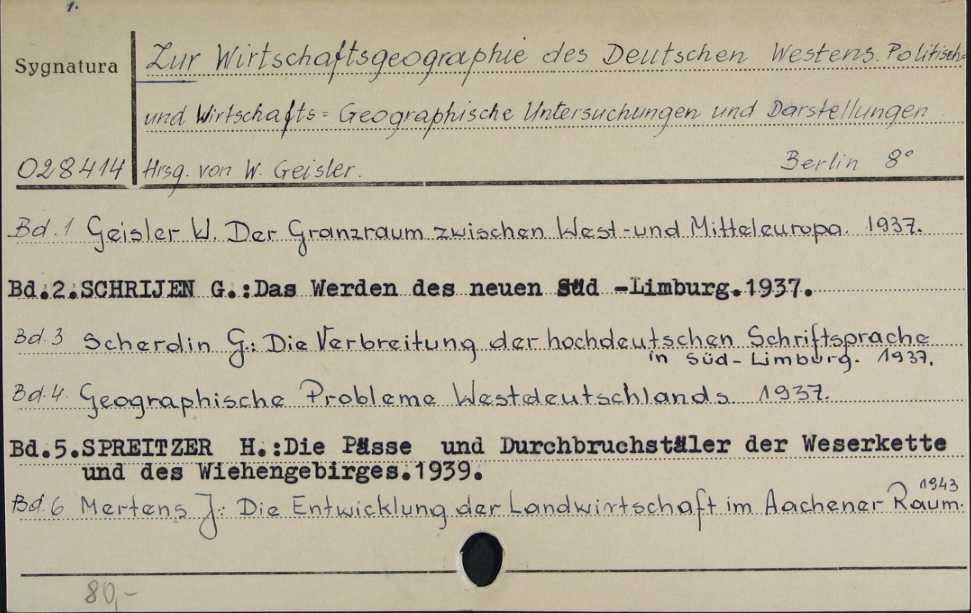 1.
Sygnatura
Zur Wirtschaftsgeographie des Deutschen Westens. Politisch=
und Wirtschafts=Geographische Untersuchungen und Darstellungen.
028414 Hrsg. von W. Geisler. Berlin 8°
Bd. 1 Geisler W. Der Granzraum zwischen West-und Mitteleuropa. 1937.
Bd.2.SCHRIJEN G.:Das Werden des neuen Süd -Limburg.1937.
Bd. 3 Scherdin G.: Die Verbreitung der hochdeutschen Schriftsprache
in Süd-Limburg. 1937.
Bd. 4. Geographische Probleme Westdeutschlands. 1937.
Bd.5.SPREITZER H.:Die Pässe und Durchbruchstäler der Weserkette
und des Wiehengebirges.1939.
Bd. 6 Mertens J: Die Entwicklung der Landwirtschaft im Aachener Raum. 1943
80,-